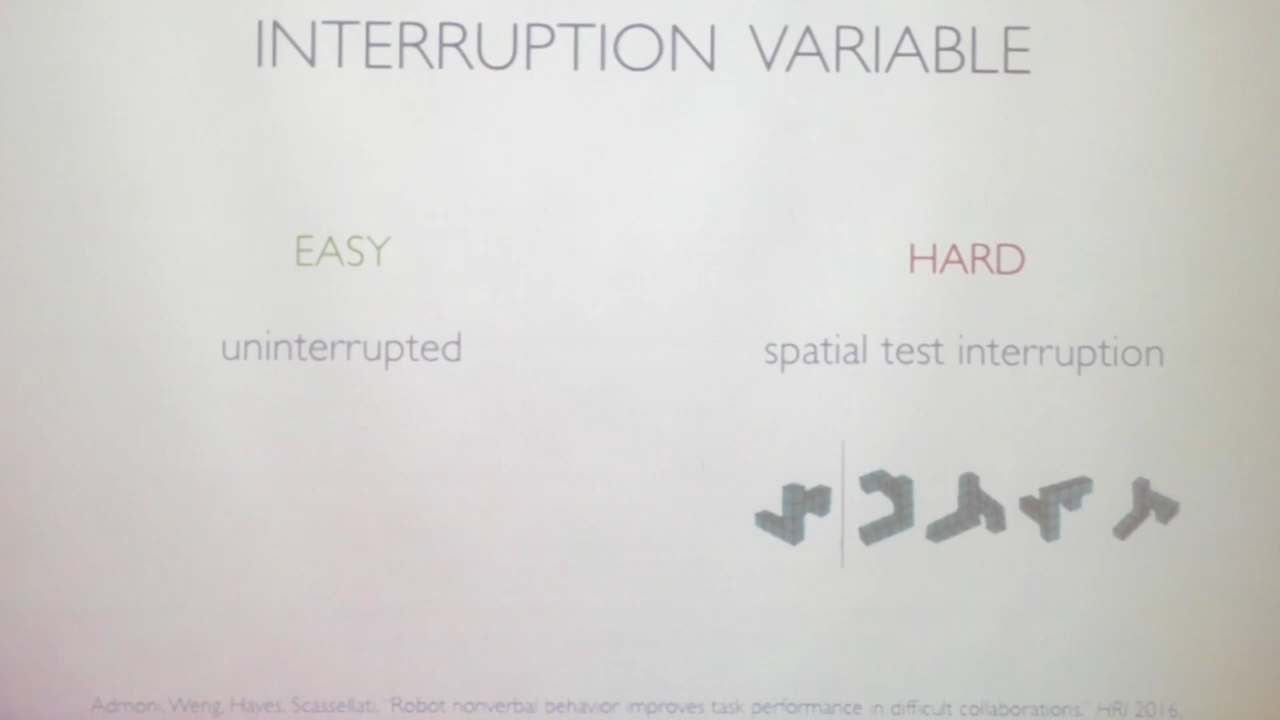 INTERRUPTION VARIABLE
EASY
HARD
uninterrupted
spatial test interruption
Admoni, Weng, Hayes, Scassellati. "Robot nonverbal behavior improves task performance in difficult collaborations." HRI 2016.